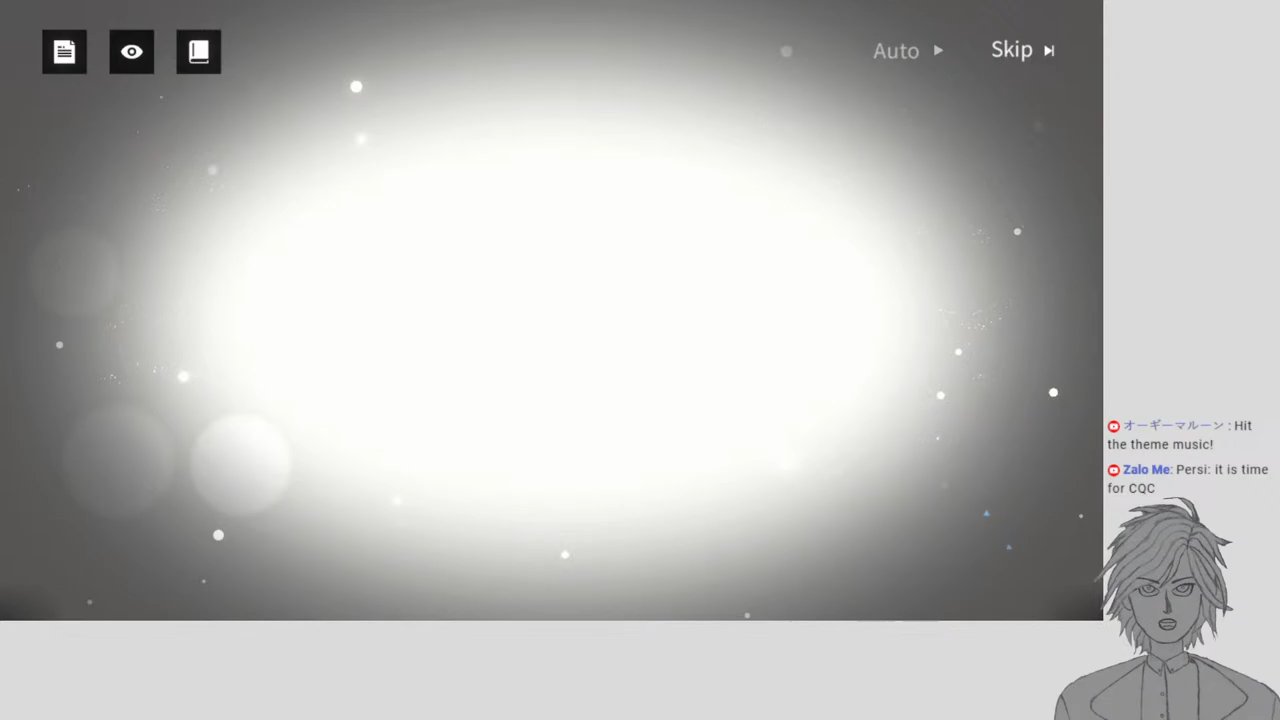 Auto
Skip
オーギーマルーン : Hit
the theme music!
Zalo Me: Persi: it is time
for CQC